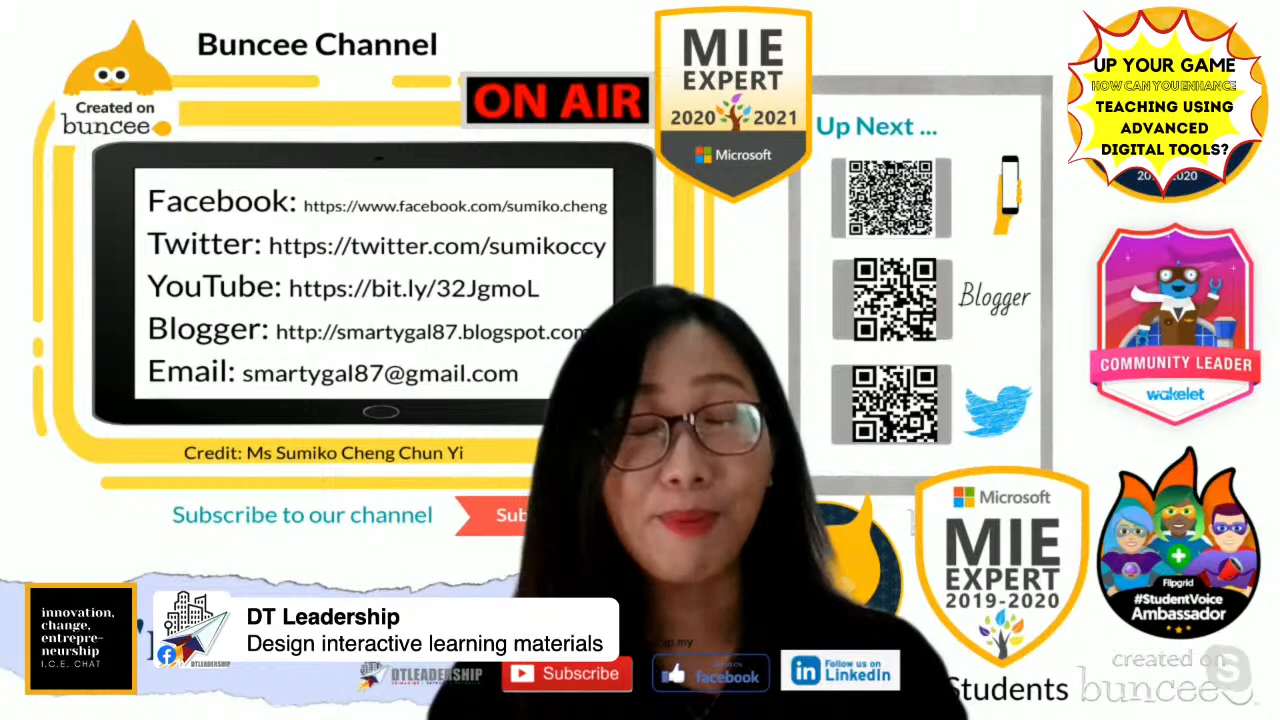 Buncee Channel
Created on
buncee
ON AIR
MIE
EXPERT
2020 2021
Microsoft
Up Next ...
UP YOUR GAME
HOW CAN YOU ENHANCE
TEACHING USING
ADVANCED
DIGITAL TOOLS?
Facebook: https://www.facebook.com/sumiko.cheng
Twitter: https://twitter.com/sumikoccy
YouTube: https://bit.ly/32JgmoL
Blogger: http://smartygal87.blogspot.com
Email: smartygal87@gmail.com
Blogger
COMMUNITY LEADER
wakelet
Credit: Ms Sumiko Cheng Chun Yi
Subscribe to our channel
Sub
Microsoft
MIE
EXPERT
2019-2020
Flipgrid
#StudentVoice
Ambassador
innovation,
change,
entrepre-
neurship
I.C.E. CHAT
DT Leadership
Design interactive learning materials
DTLEADERSHIP
DTLEADERSHIP
Subscribe
facebook
Follow us on
LinkedIn
Students
created on
buncee